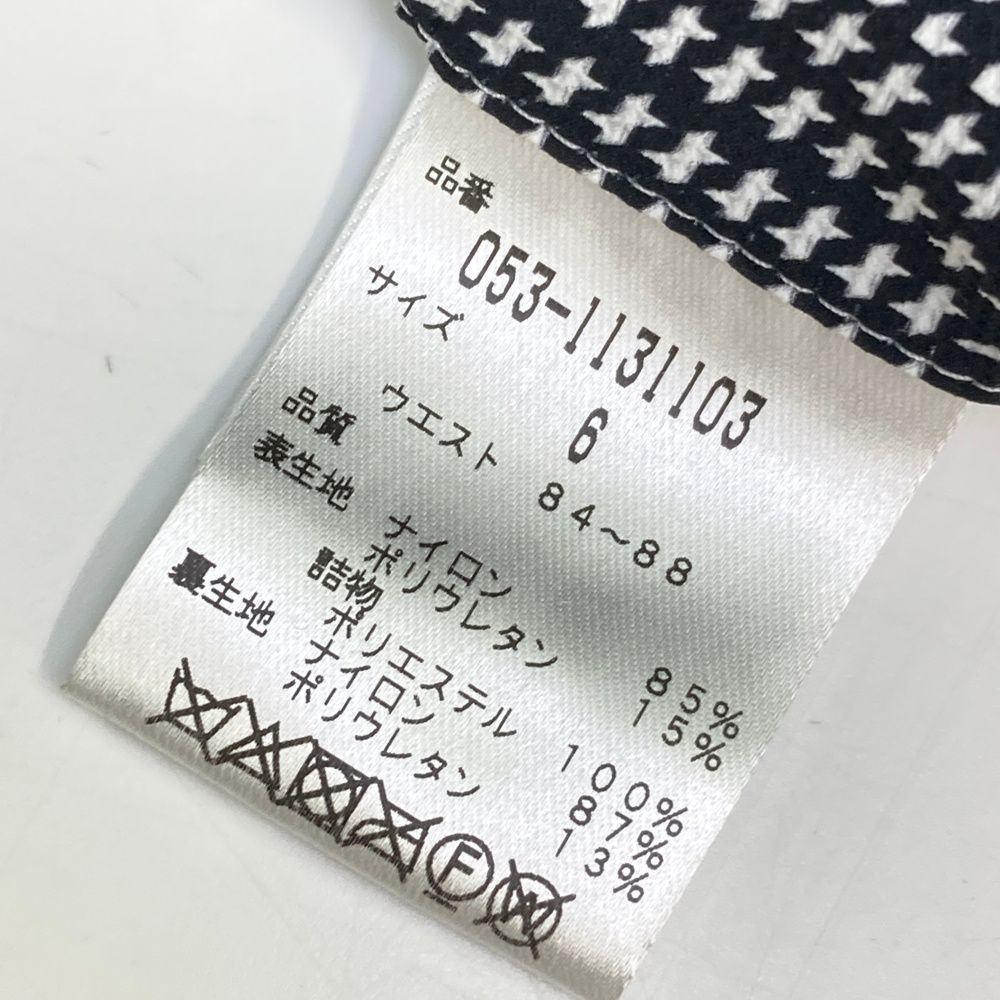 品番
053-1131103
サイズ 6
ウエスト 84～88
品質
表生地
ナイロン 85%
ポリウレタン 15%
詰物
ポリエステル 100%
裏生地
ナイロン 87%
ポリウレタン 13%
F
W